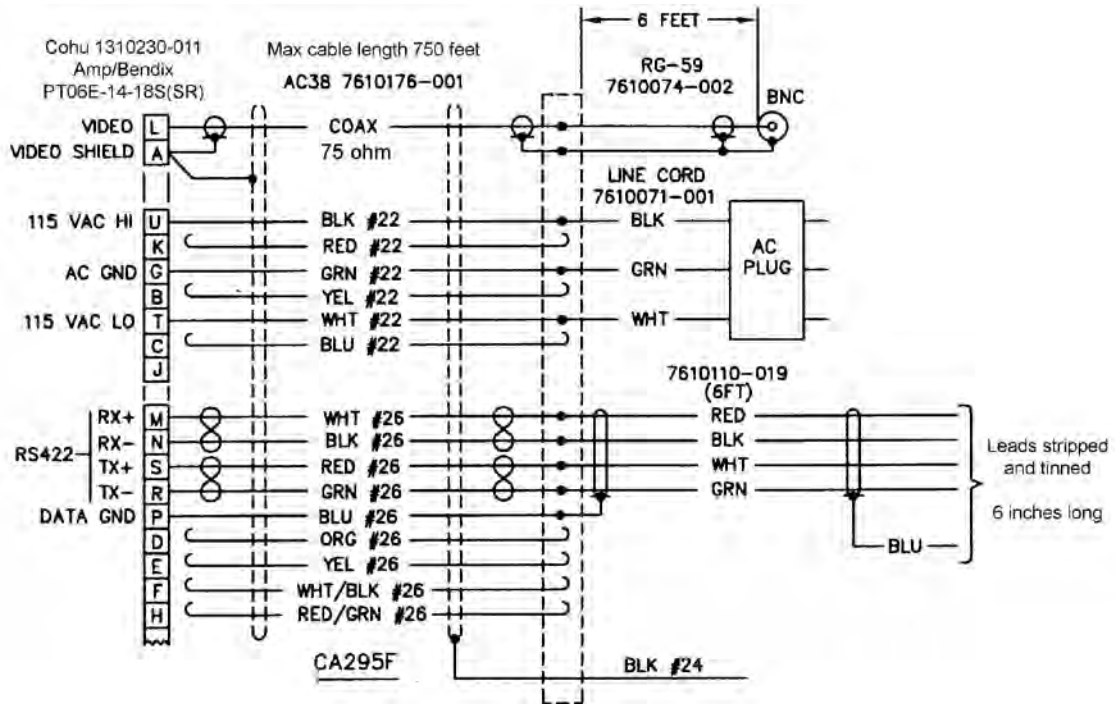 6 FEET
Cohu 1310230-011
Amp/Bendix
PT06E-14-18S(SR)
Max cable length 750 feet
AC38 7610176-001
RG-59
7610074-002
BNC
VIDEO L COAX
VIDEO SHIELD A 75 ohm
LINE CORD
7610071-001
115 VAC HI U BLK #22 BLK
K RED #22
AC GND G GRN #22 GRN
B YEL #22
115 VAC LO T WHT #22 WHT
C BLU #22
J
AC
PLUG
7610110-019
(6FT)
RS422
RX+ M WHT #26 RED
RX- N BLK #26 BLK
TX+ S RED #26 WHT
TX- R GRN #26 GRN
DATA GND P BLU #26
D ORG #26
BLU
E YEL #26
F WHT/BLK #26
H RED/GRN #26
Leads stripped
and tinned
6 inches long
CA295F
BLK #24